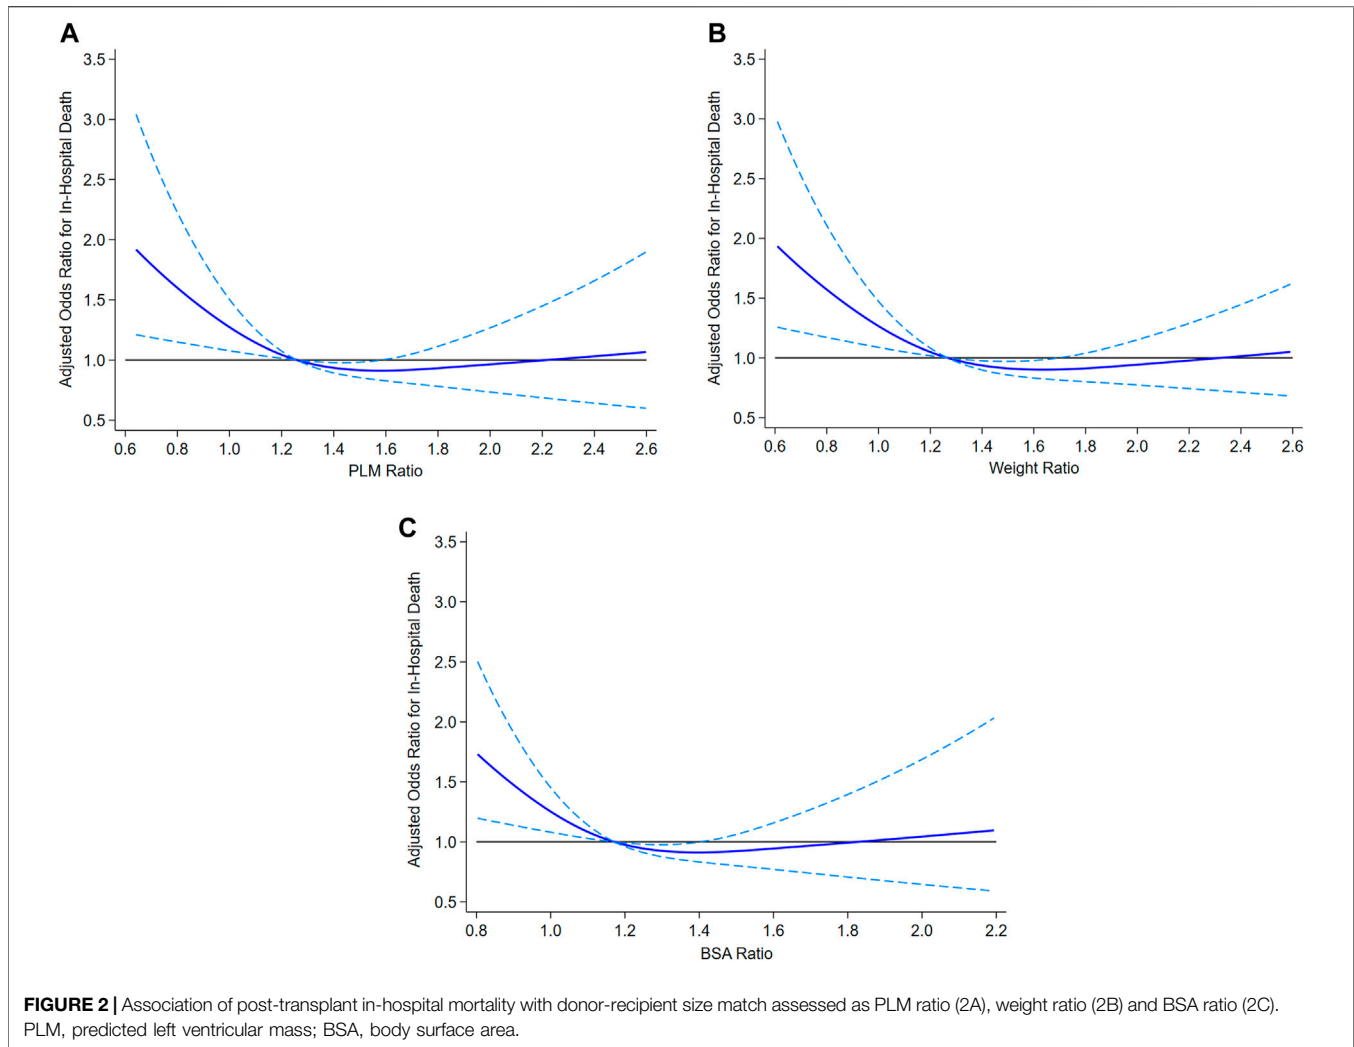 A
Adjusted Odds Ratio for In-Hospital Death
3.5
3.0
2.5
2.0
1.5
1.0
0.5
0.6 0.8 1.0 1.2 1.4 1.6 1.8 2.0 2.2 2.4 2.6
PLM Ratio
B
Adjusted Odds Ratio for In-Hospital Death
3.5
3.0
2.5
2.0
1.5
1.0
0.5
0.6 0.8 1.0 1.2 1.4 1.6 1.8 2.0 2.2 2.4 2.6
Weight Ratio
C
Adjusted Odds Ratio for In-Hospital Death
3.5
3.0
2.5
2.0
1.5
1.0
0.5
0.8 1.0 1.2 1.4 1.6 1.8 2.0 2.2
BSA Ratio
FIGURE 2 | Association of post-transplant in-hospital mortality with donor-recipient size match assessed as PLM ratio (2A), weight ratio (2B) and BSA ratio (2C).
PLM, predicted left ventricular mass; BSA, body surface area.